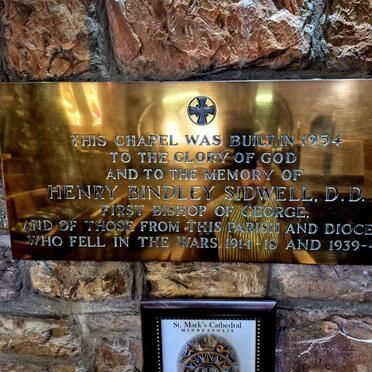 THIS CHAPEL WAS BUILT IN 1954
TO THE GLORY OF GOD
AND TO THE MEMORY OF
HENRY BINDLEY SIDWELL, D.D.
FIRST BISHOP OF GEORGE,
AND OF THOSE FROM THIS PARISH AND DIOCE
WHO FELL IN THE WARS, 1914-18 AND 1939-4
St. Mark's Cathedral
MINNEAPOLIS